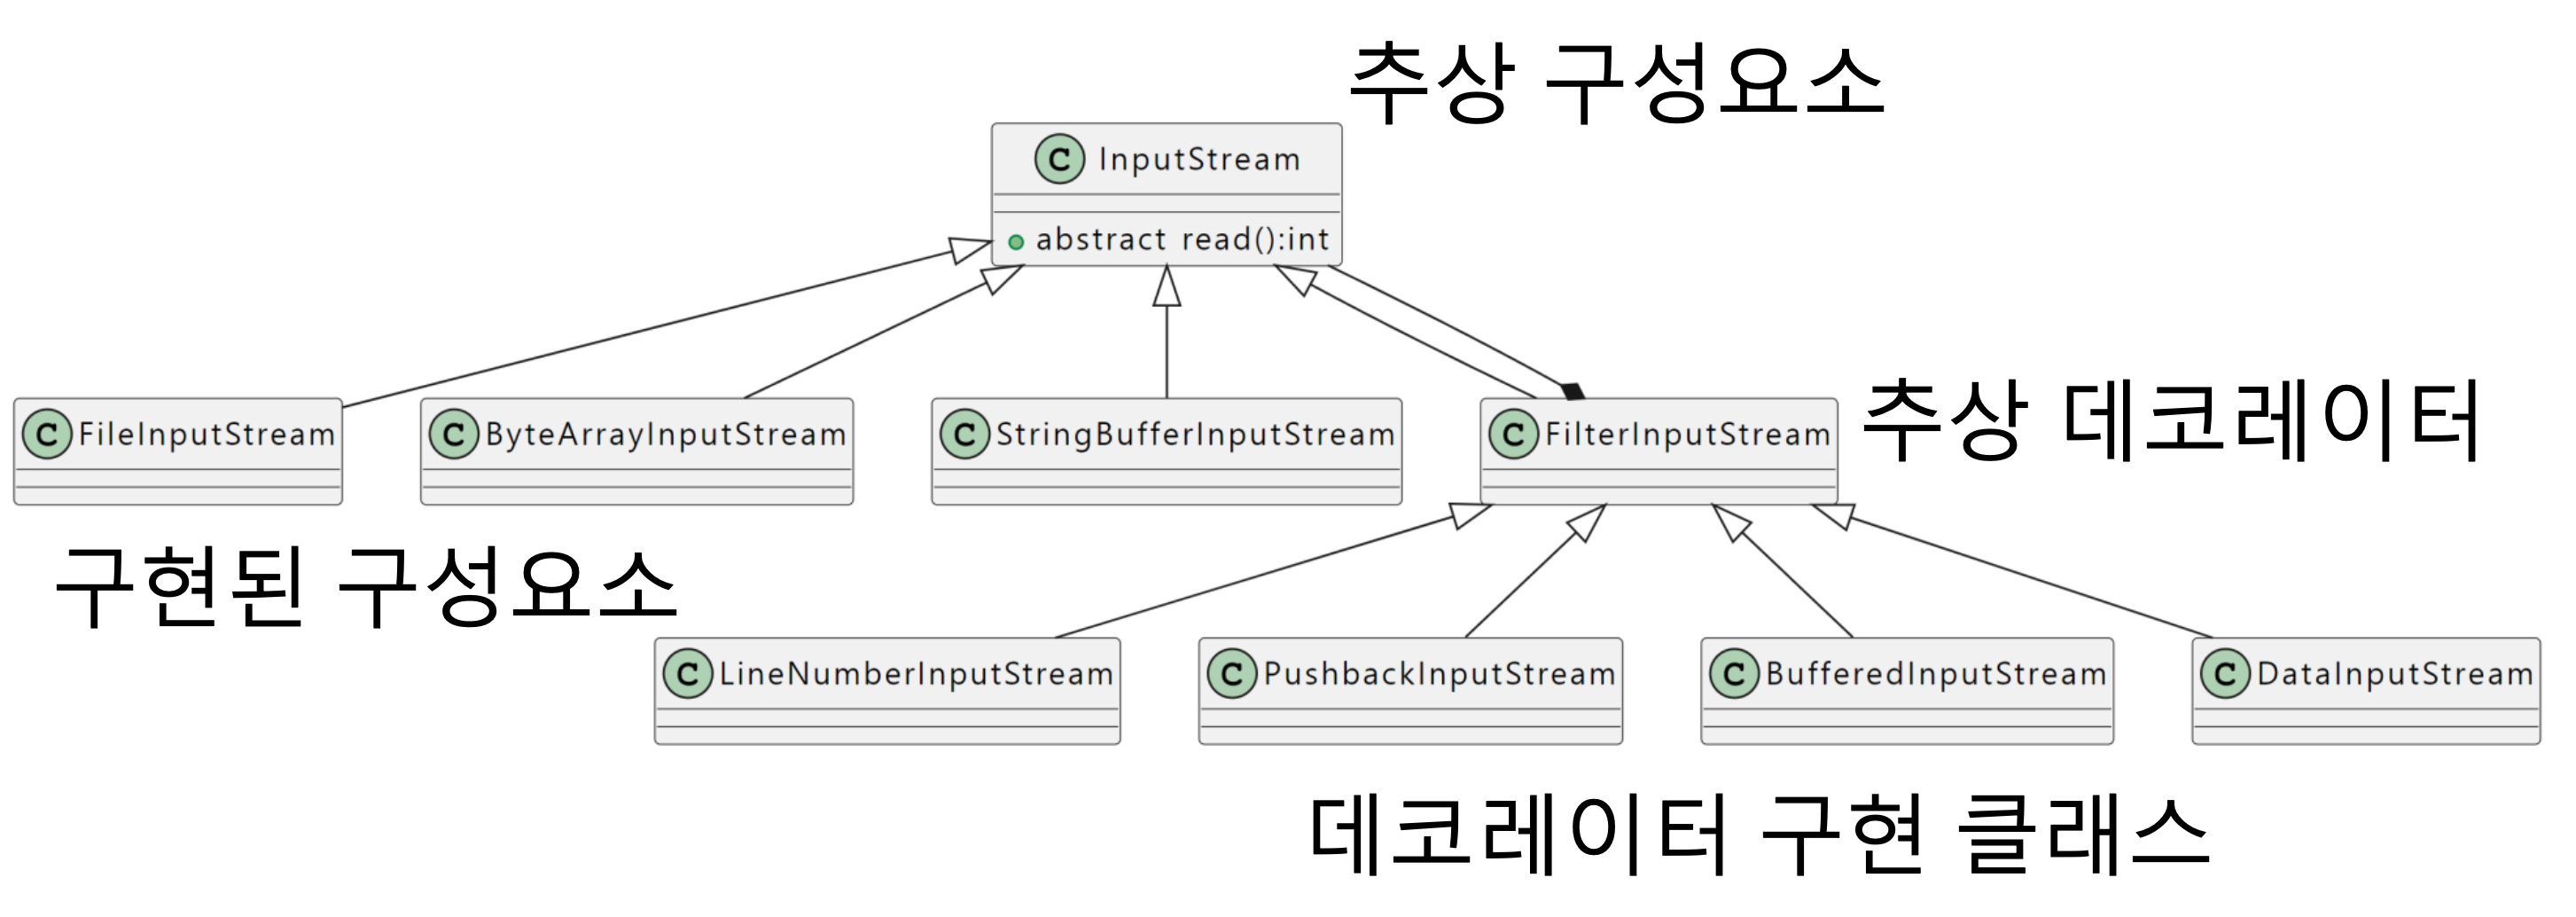 추상 구성요소
C InputStream
abstract read():int
C FileInputStream
C ByteArrayInputStream
C StringBufferInputStream
C FilterInputStream
추상 데코레이터
구현된 구성요소
C LineNumberInputStream
C PushbackInputStream
C BufferedInputStream
C DataInputStream
데코레이터 구현 클래스